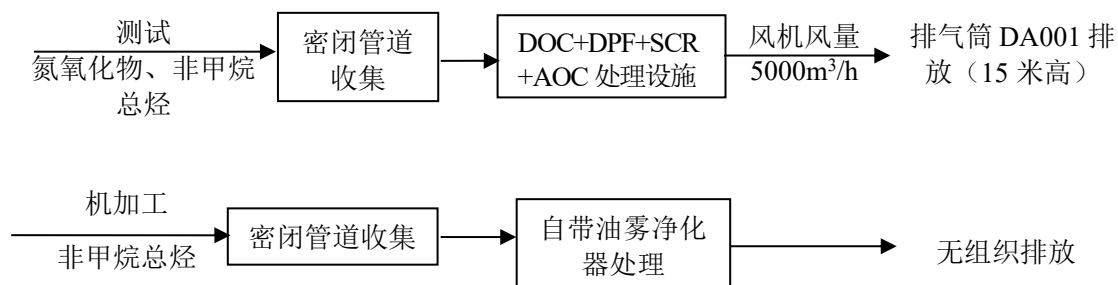 测试
氮氧化物、非甲烷
总烃
密闭管道
收集
DOC+DPF+SCR
+AOC 处理设施
风机风量
5000m³/h
排气筒 DA001 排
放（15 米高）
机加工
非甲烷总烃
密闭管道收集
自带油雾净化
器处理
无组织排放